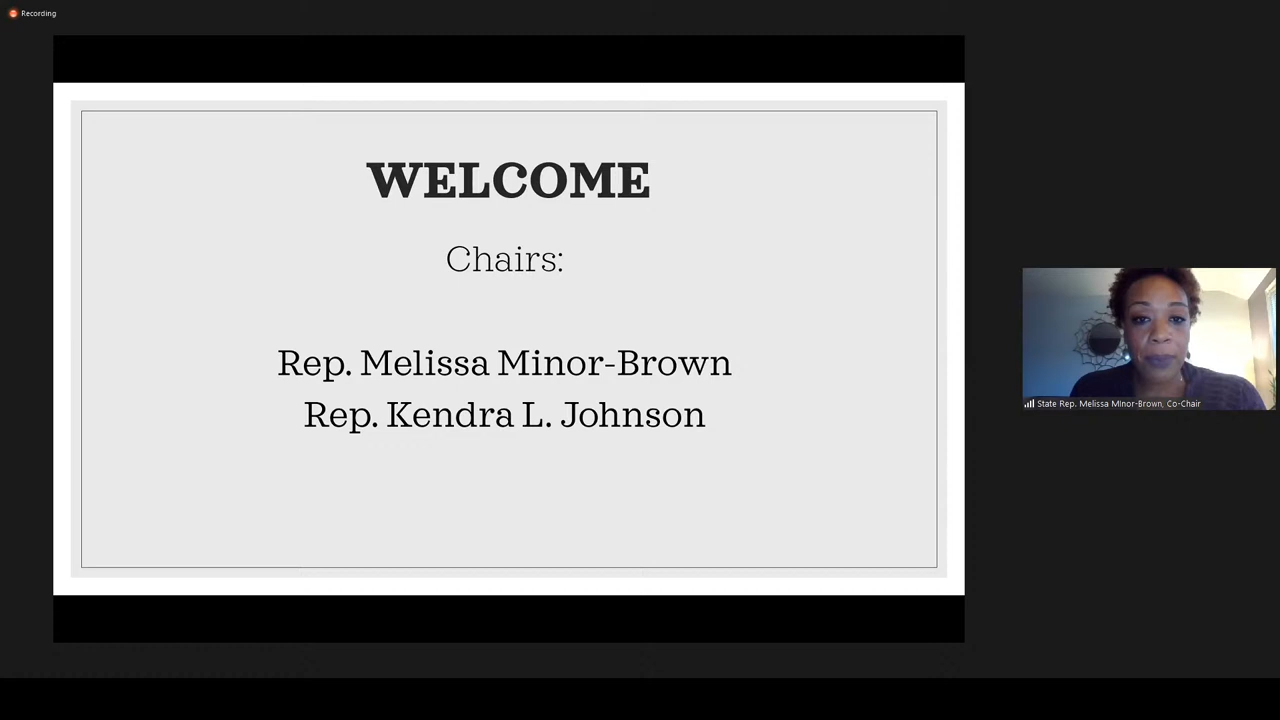 Recording
WELCOME
Chairs:
Rep. Melissa Minor-Brown
Rep. Kendra L. Johnson
State Rep. Melissa MInor-Brown, Co-Chair